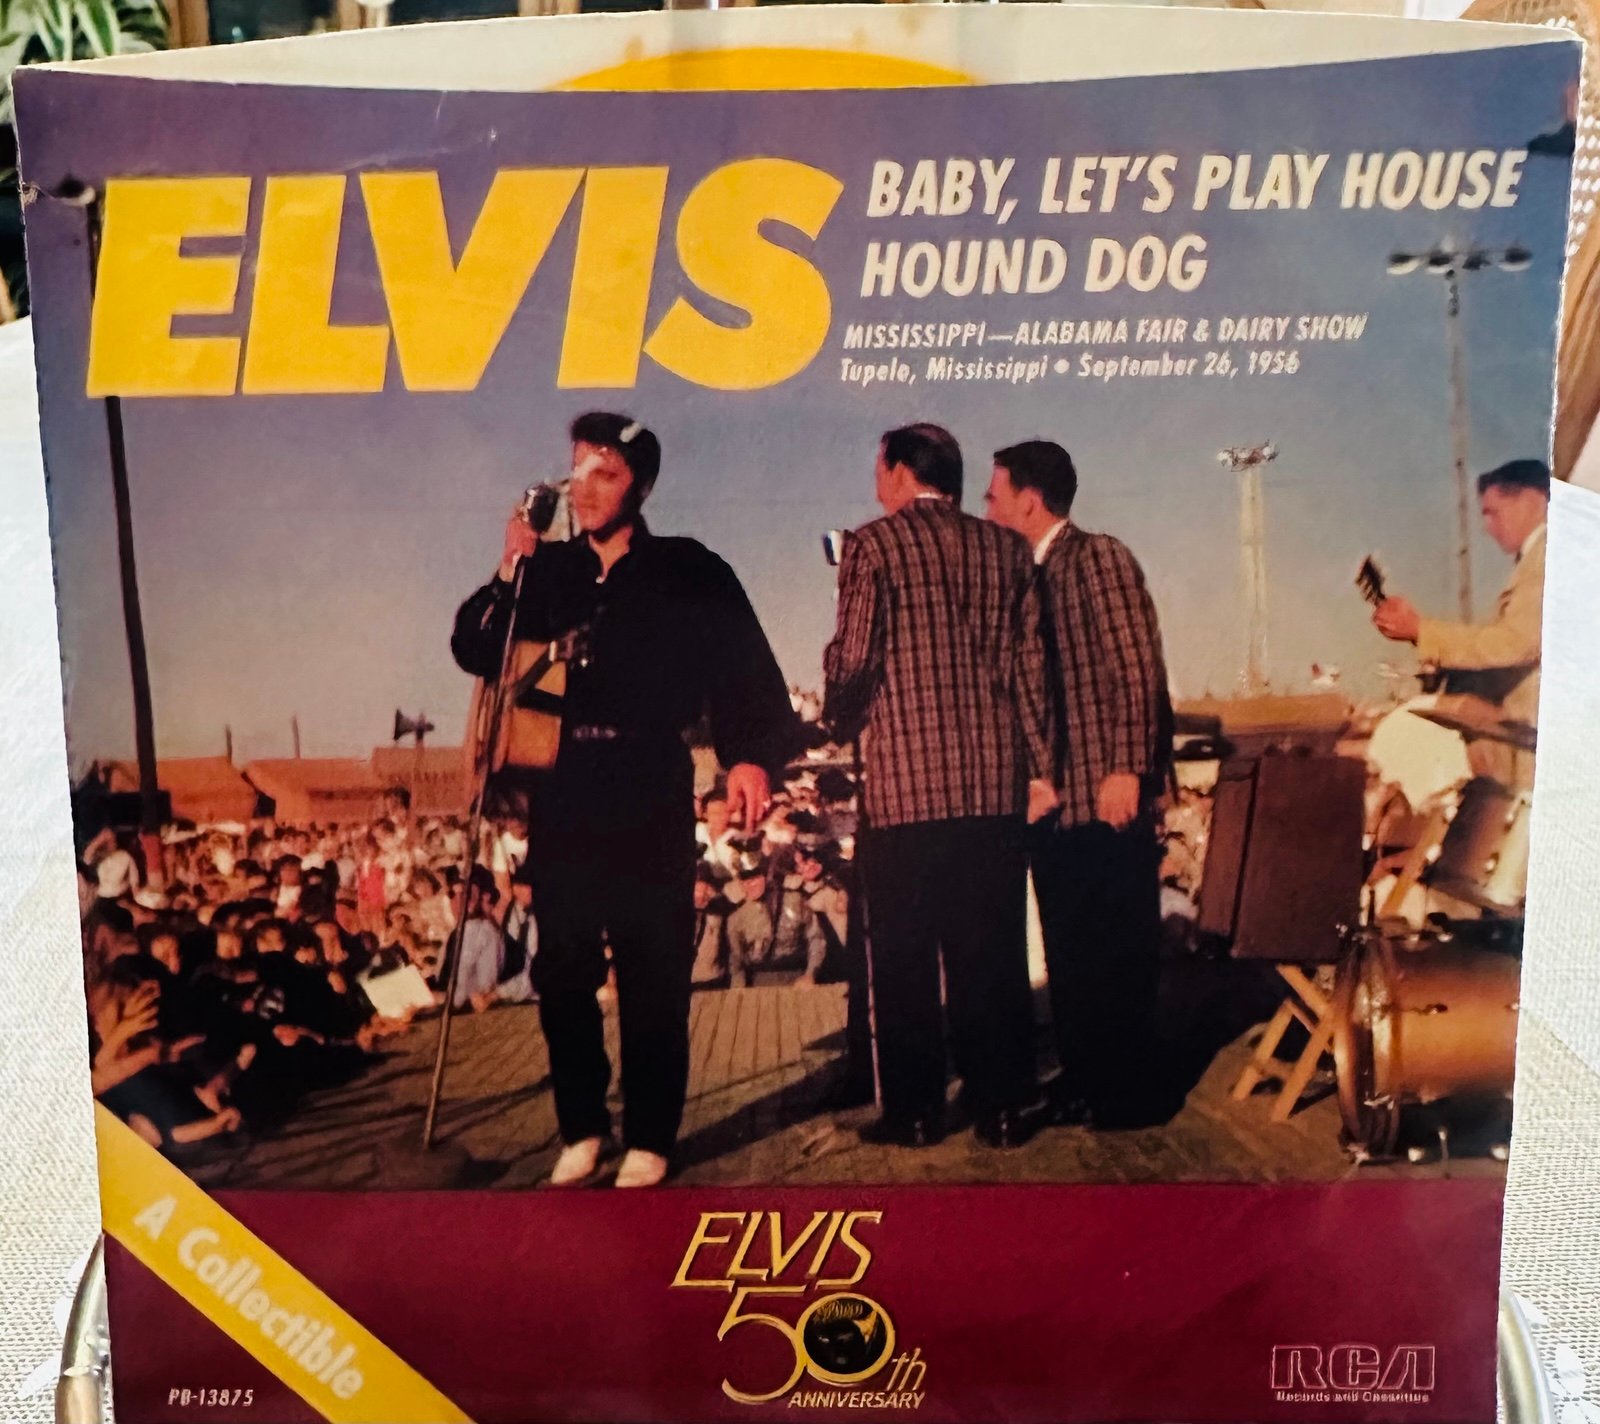 ELVIS
BABY, LET'S PLAY HOUSE
HOUND DOG
MISSISSIPPI—ALABAMA FAIR & DAIRY SHOW
Tupelo, Mississippi • September 26, 1956
A Collectible
PB-13875
ELVIS
50th
ANNIVERSARY
RCA
Records and Cassettes